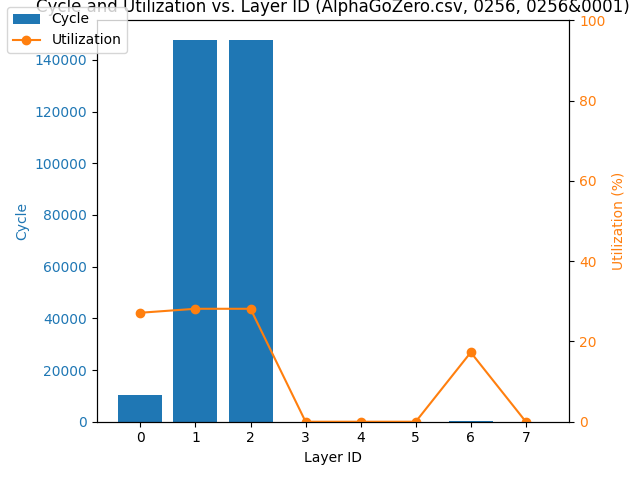 Cycle and Utilization vs. Layer ID (AlphaGoZero.csv, 0256, 0256&0001)
Cycle
Utilization
140000
120000
100000
80000
60000
40000
20000
0
Cycle
100
80
60
40
20
0
Utilization (%)
0 1 2 3 4 5 6 7
Layer ID